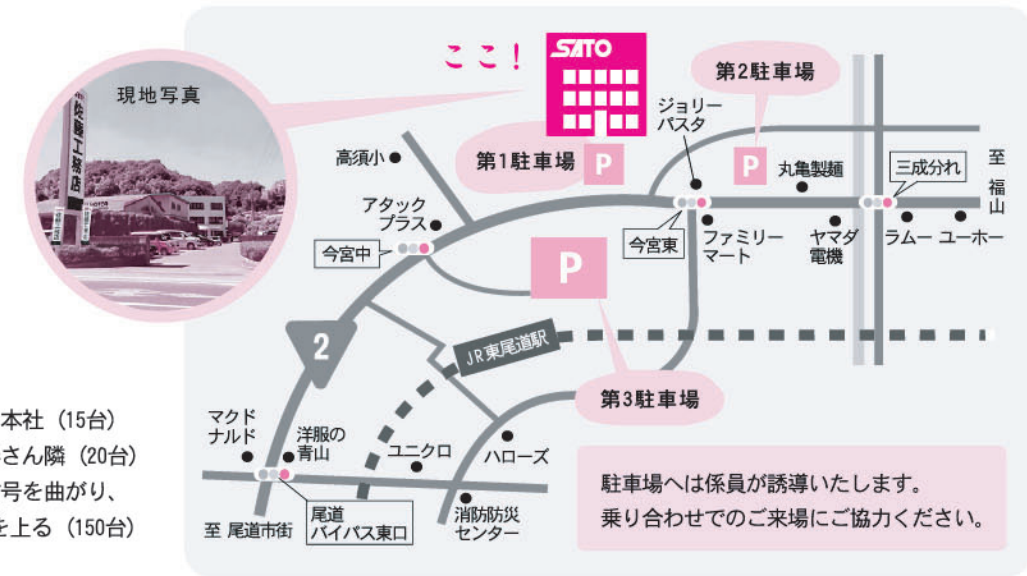 ここ!
SATO
第2駐車場
現地写真
佐藤工務店
ジョリー
パスタ
高須小
第1駐車場
P
P
丸亀製麺
三成分れ
至
福山
アタック
プラス
今宮中
今宮東
ファミリー
マート
ヤマダ
電機
ラムー
ユーホー
P
2
JR東尾道駅
第3駐車場
本社(15台)
さん隣(20台)
号を曲がり、
を上る(150台)
マクド
ナルド
洋服の
青山
ユニクロ
ハローズ
至 尾道市街
尾道
バイパス東口
消防防災
センター
駐車場へは係員が誘導いたします。
乗り合わせでのご来場にご協力ください。